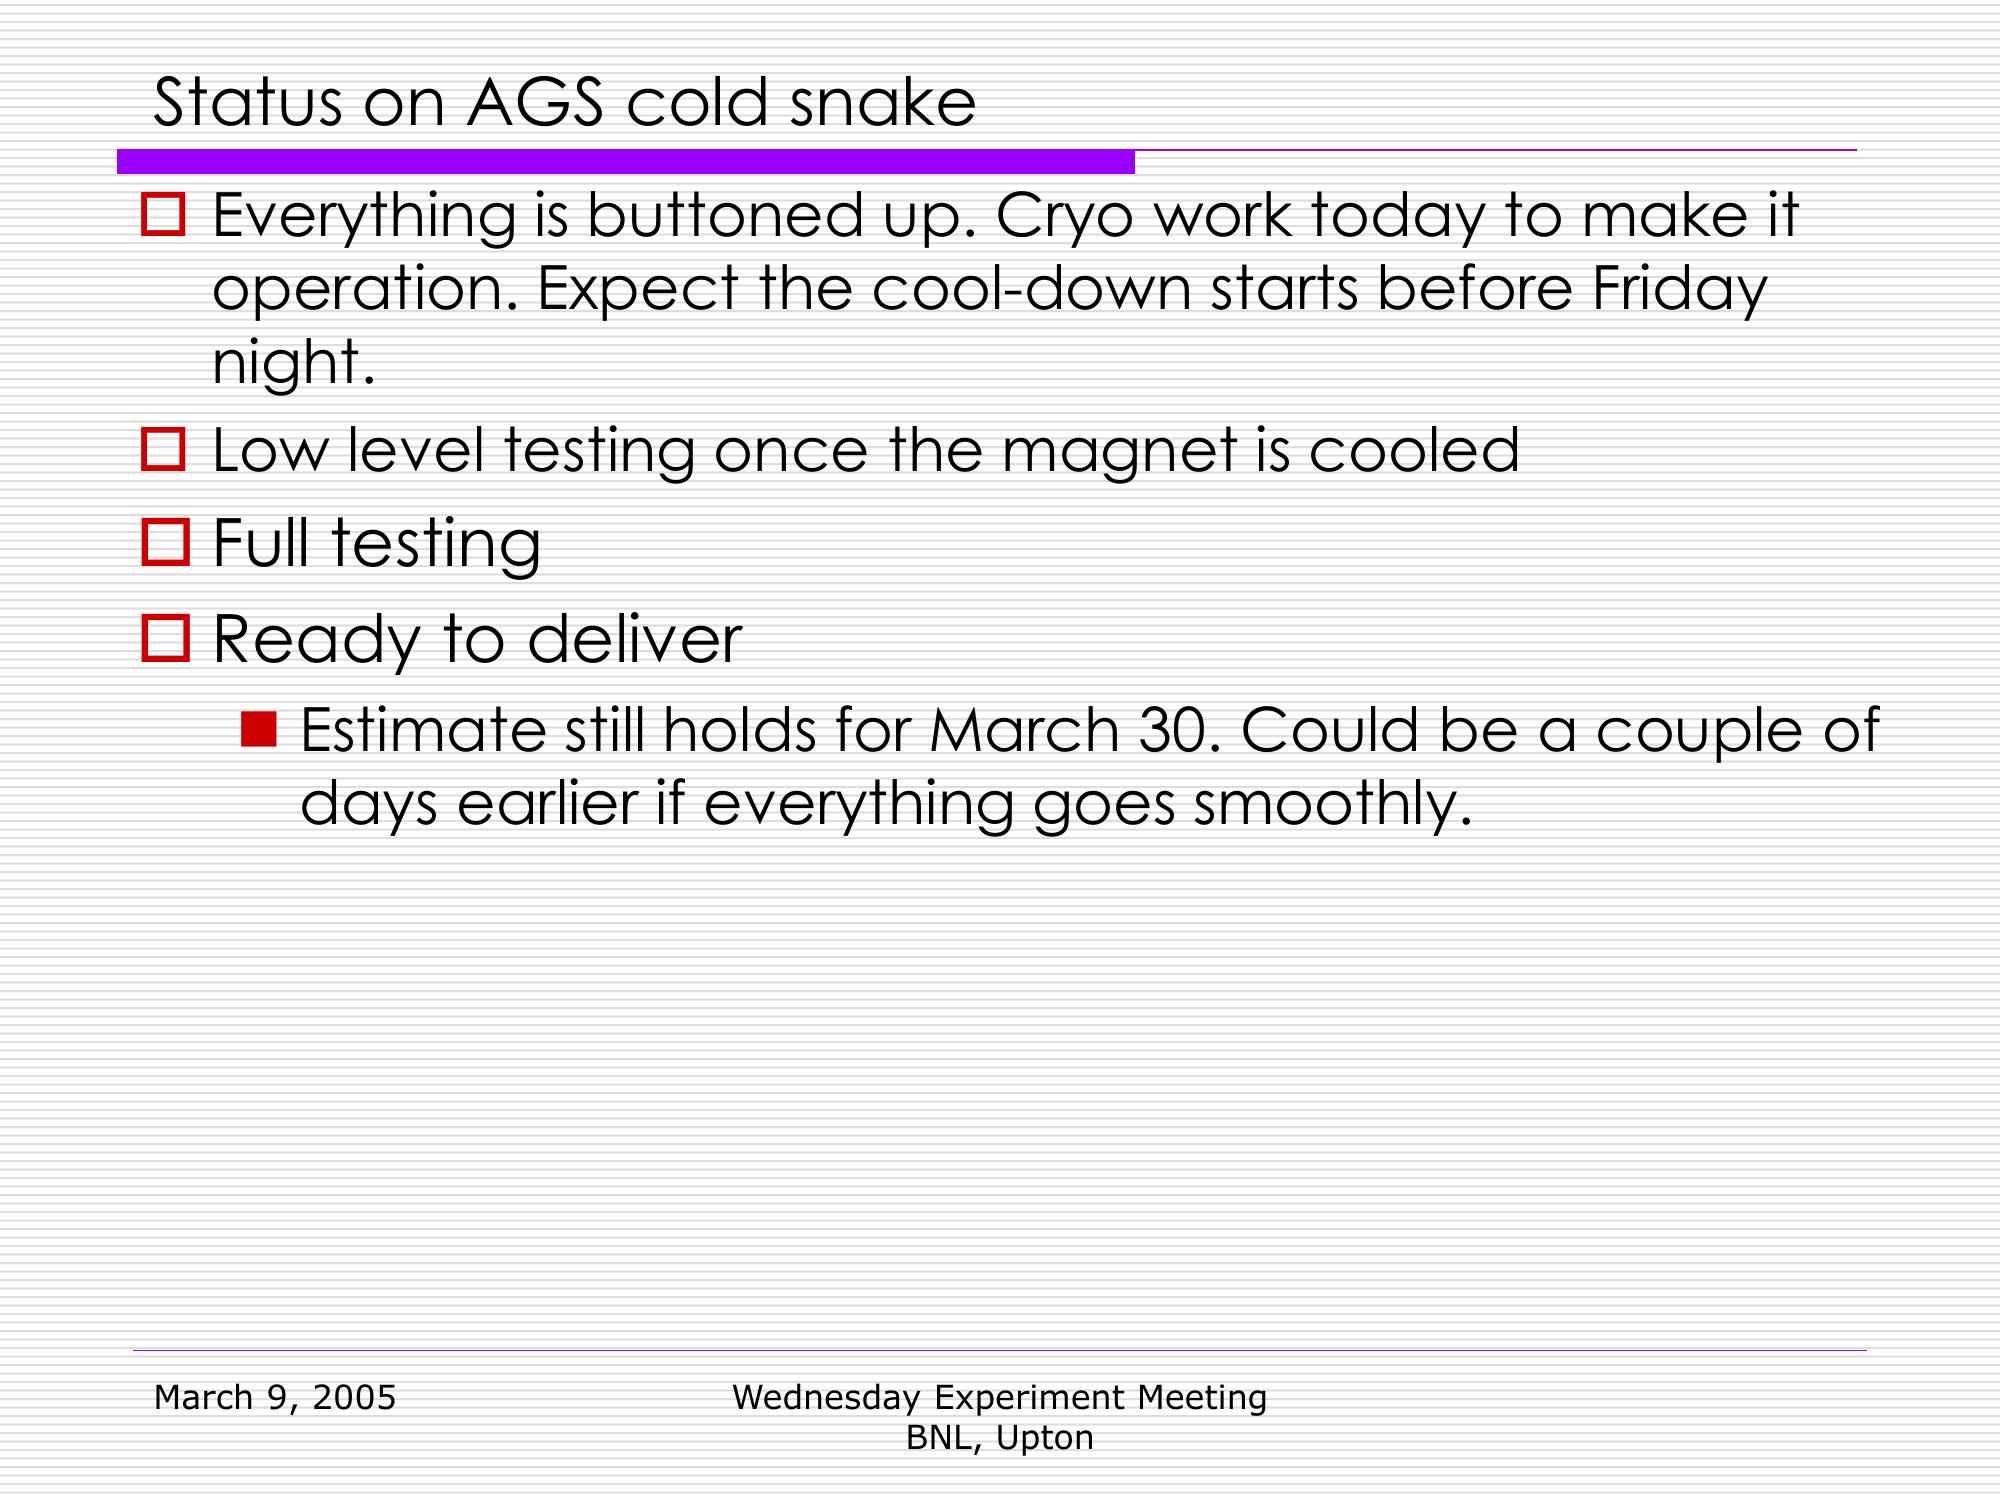 Status on AGS cold snake
Everything is buttoned up. Cryo work today to make it
operation. Expect the cool-down starts before Friday
night.
Low level testing once the magnet is cooled
Full testing
Ready to deliver
Estimate still holds for March 30. Could be a couple of
days earlier if everything goes smoothly.
March 9, 2005
Wednesday Experiment Meeting
BNL, Upton